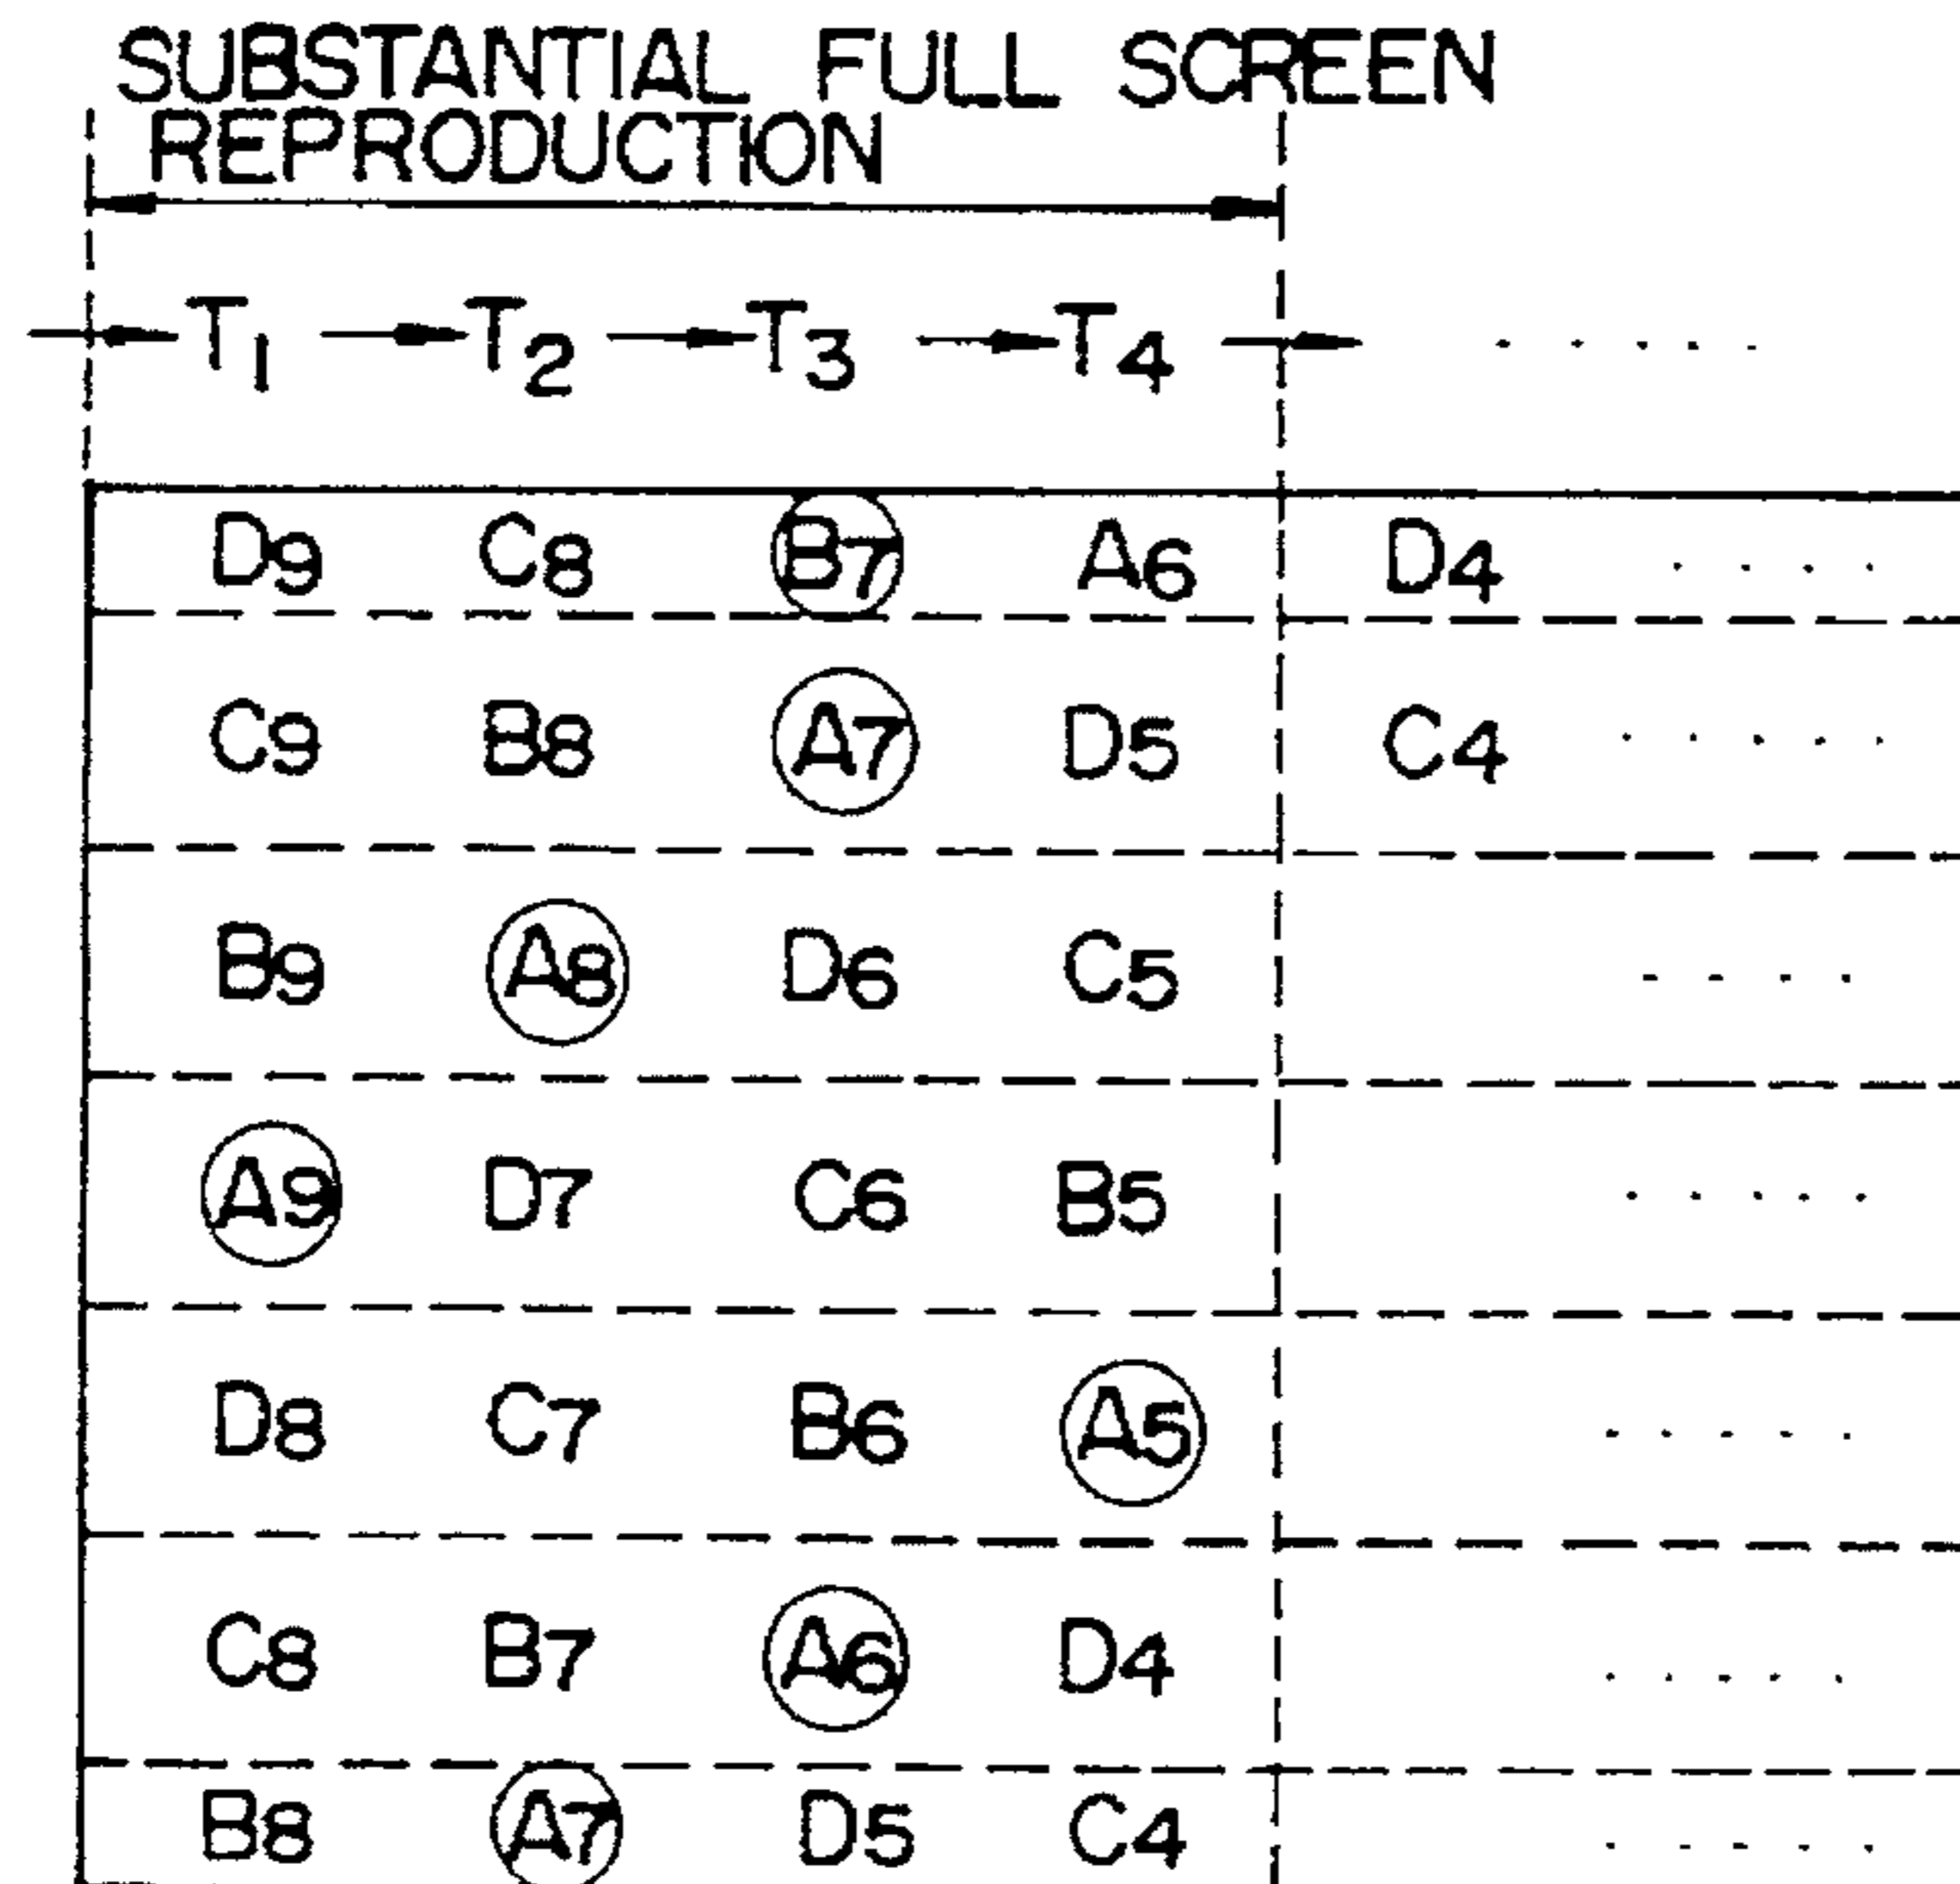 SUBSTANTIAL FULL SCREEN
REPRODUCTION
T1 T2 T3 T4 . . . . .
D9 C8 B7 A6 D4 . . . .
C9 B8 A7 D5 C4 . . . . .
B9 A8 D6 C5 . . . .
A9 D7 C6 B5 . . . . .
D8 C7 B6 A5 . . . . .
C8 B7 A6 D4 . . . . .
B8 A7 D5 C4 . . . . .